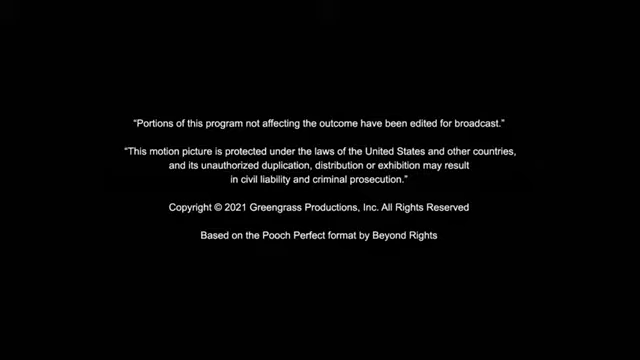 “Portions of this program not affecting the outcome have been edited for broadcast.”
“This motion picture is protected under the laws of the United States and other countries,
and its unauthorized duplication, distribution or exhibition may result
in civil liability and criminal prosecution.”
Copyright © 2021 Greengrass Productions, Inc. All Rights Reserved
Based on the Pooch Perfect format by Beyond Rights